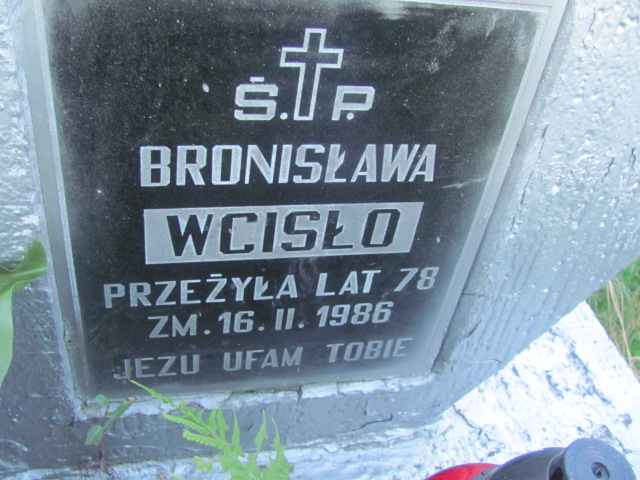 Ś. P.
BRONISŁAWA
WCISŁO
PRZEŻYŁA LAT 78
ZM. 16. II. 1986
JEZU UFAM TOBIE